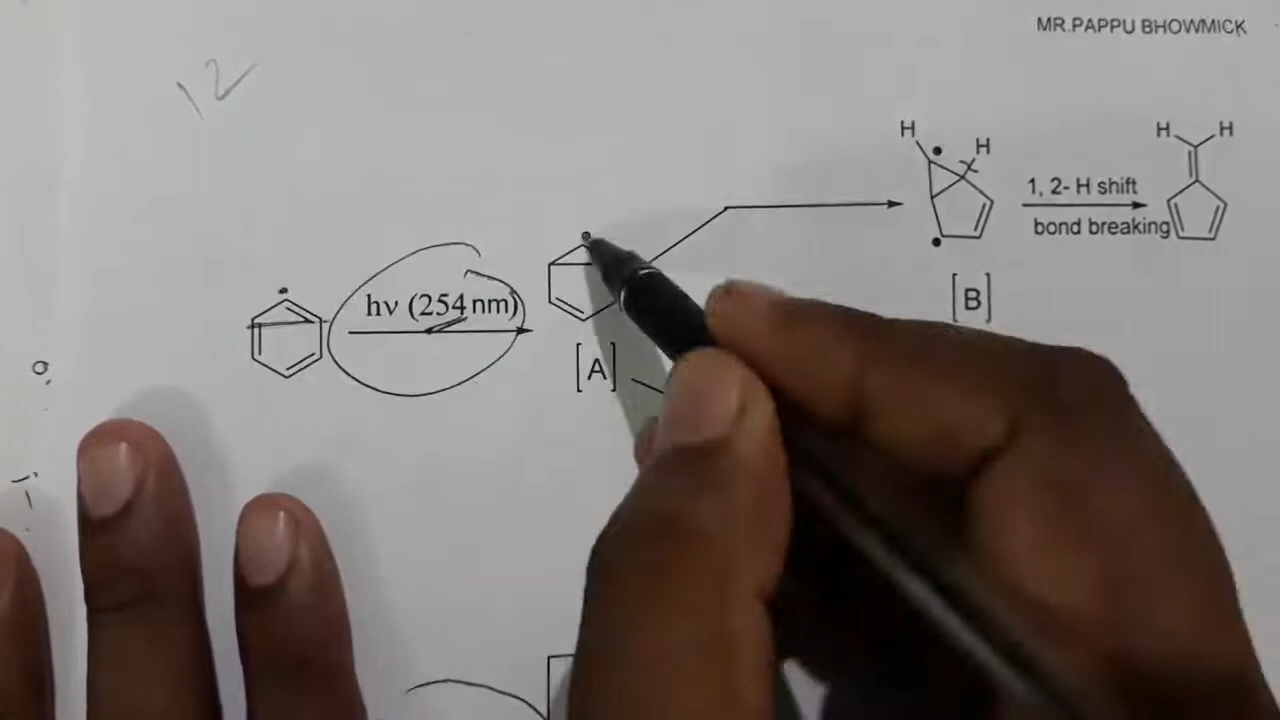 MR.PAPPU BHOWMICK
12
H
H
H
H
1, 2- H shift
bond breaking
hν (254 nm)
[A]
[B]